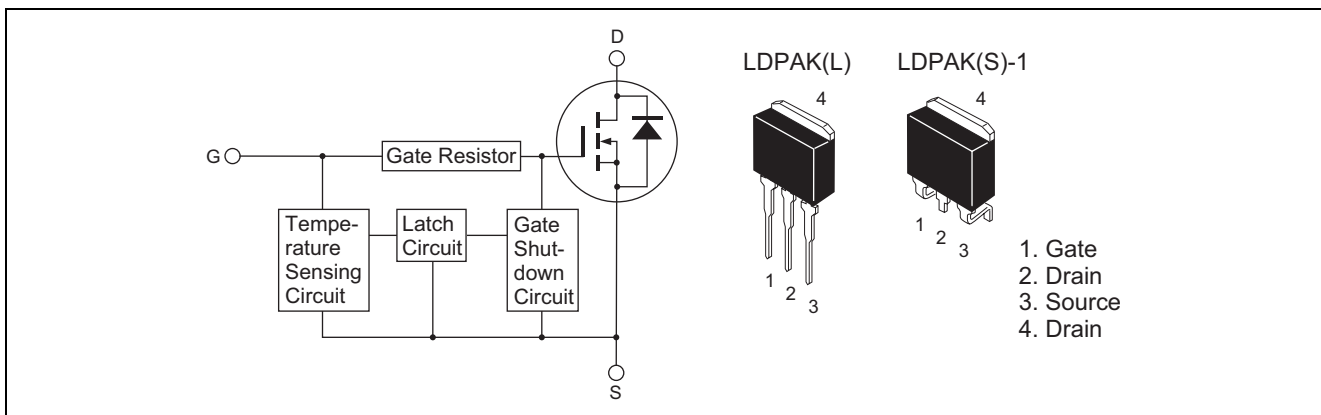 D
LDPAK(L)
LDPAK(S)-1
4
4
G
Gate Resistor
Tempe-
rature
Sensing
Circuit
Latch
Circuit
Gate
Shut-
down
Circuit
1
2
3
1
2
3
1. Gate
2. Drain
3. Source
4. Drain
S